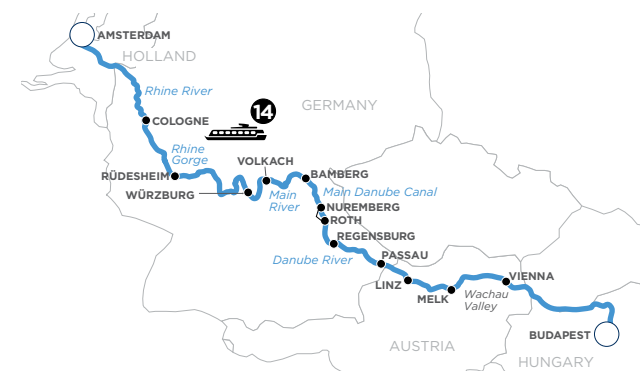 AMSTERDAM
HOLLAND
Rhine River
14
GERMANY
COLOGNE
Rhine
Gorge
VOLKACH
RÜDESHEIM
BAMBERG
WÜRZBURG
Main
River
Main Danube Canal
NUREMBERG
ROTH
REGENSBURG
Danube River
PASSAU
LINZ
VIENNA
MELK
Wachau
Valley
BUDAPEST
AUSTRIA
HUNGARY